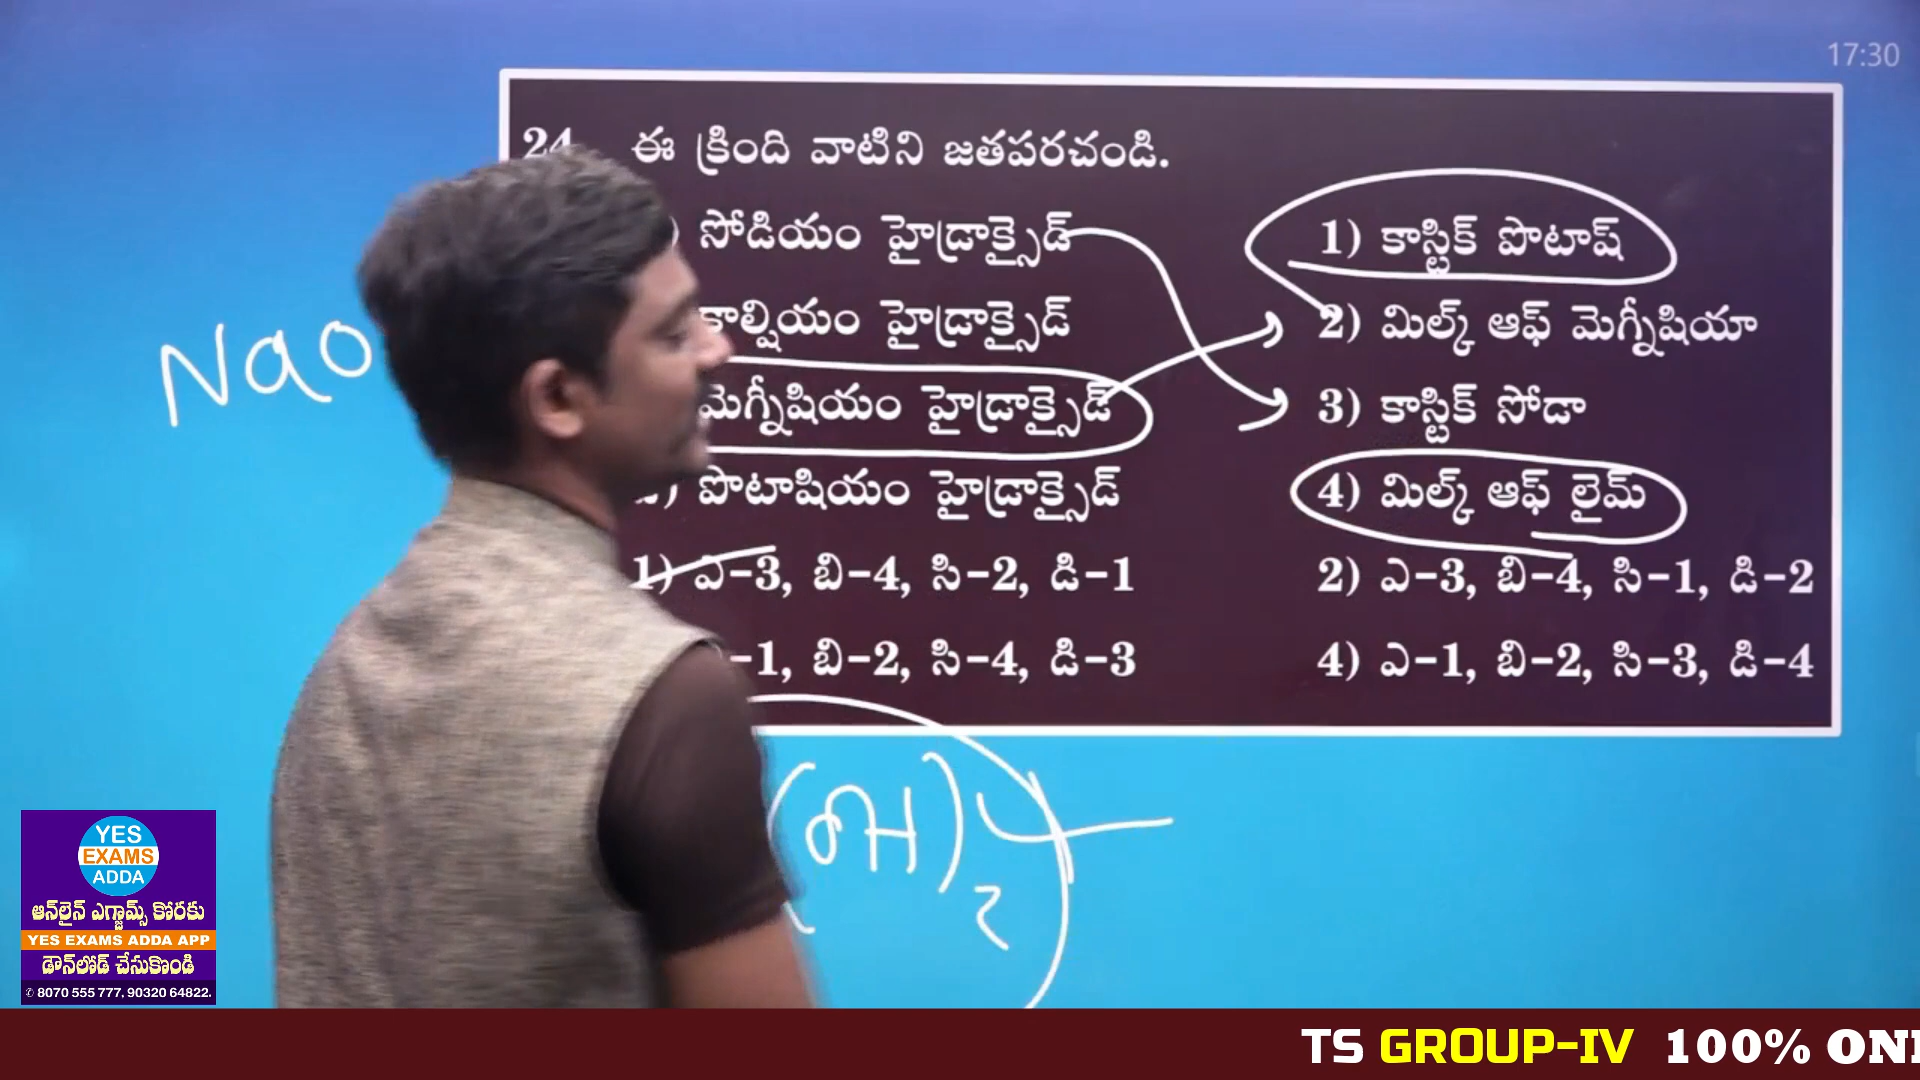 17:30
24. ఈ క్రింది వాటిని జతపరచండి.
సోడియం హైడ్రాక్సైడ్ 1) కాస్టిక్ పొటాష్
కాల్షియం హైడ్రాక్సైడ్ 2) మిల్క్ ఆఫ్ మెగ్నీషియా
మెగ్నీషియం హైడ్రాక్సైడ్ 3) కాస్టిక్ సోడా
పొటాషియం హైడ్రాక్సైడ్ 4) మిల్క్ ఆఫ్ లైమ్
1) ఎ-3, బి-4, సి-2, డి-1 2) ఎ-3, బి-4, సి-1, డి-2
-1, బి-2, సి-4, డి-3 4) ఎ-1, బి-2, సి-3, డి-4
NaO
(OH)2
YES
EXAMS
ADDA
ఆన్‌లైన్ ఎగ్జామ్స్ కొరకు
YES EXAMS ADDA APP
డౌన్‌లోడ్ చేసుకొండి
✆ 8070 555 777, 90320 64822.
TS GROUP-IV 100% ONL